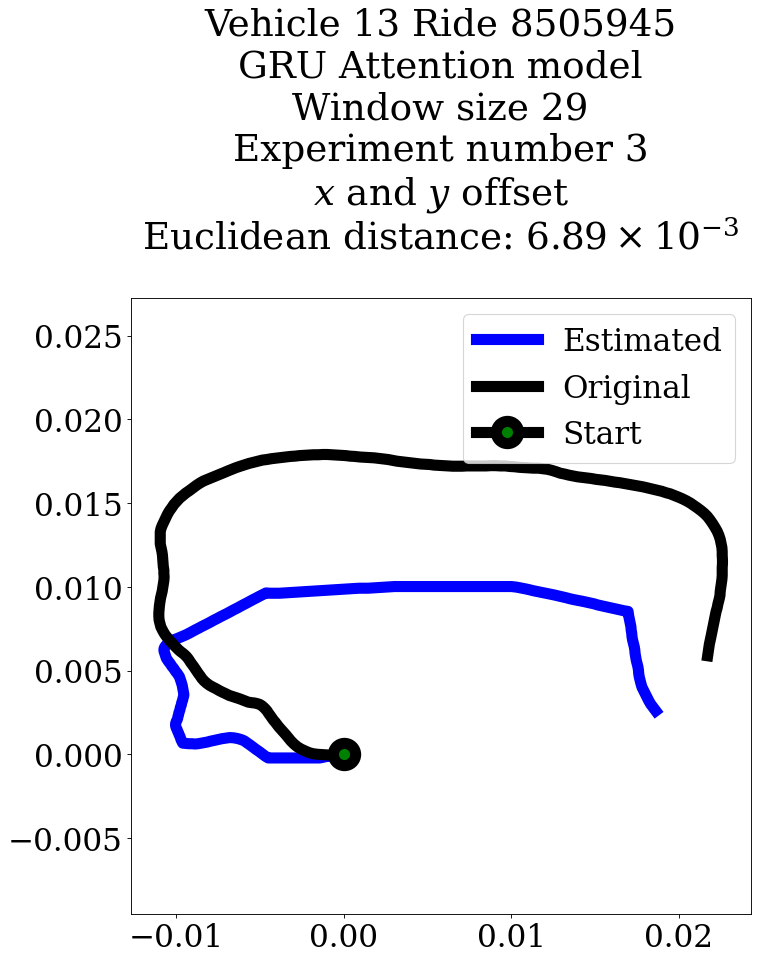 Vehicle 13 Ride 8505945
GRU Attention model
Window size 29
Experiment number 3
x and y offset
Euclidean distance: 6.89 × 10⁻³
Estimated
Original
Start
0.025
0.020
0.015
0.010
0.005
0.000
−0.005
−0.01 0.00 0.01 0.02